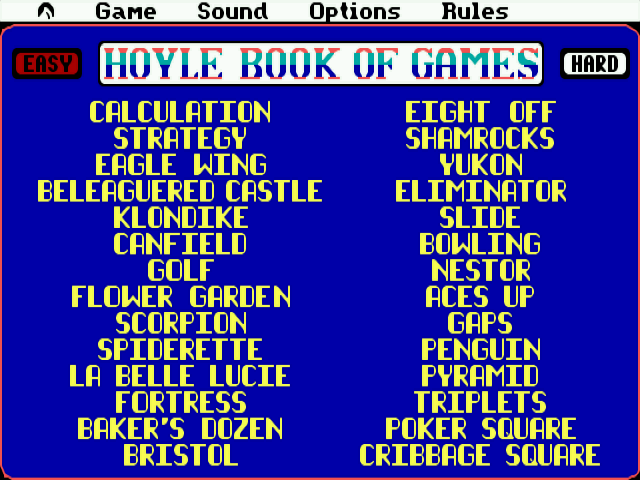 Game Sound Options Rules
EASY HOYLE BOOK OF GAMES HARD
CALCULATION EIGHT OFF
STRATEGY SHAMROCKS
EAGLE WING YUKON
BELEAGUERED CASTLE ELIMINATOR
KLONDIKE SLIDE
CANFIELD BOWLING
GOLF NESTOR
FLOWER GARDEN ACES UP
SCORPION GAPS
SPIDERETTE PENGUIN
LA BELLE LUCIE PYRAMID
FORTRESS TRIPLETS
BAKER'S DOZEN POKER SQUARE
BRISTOL CRIBBAGE SQUARE